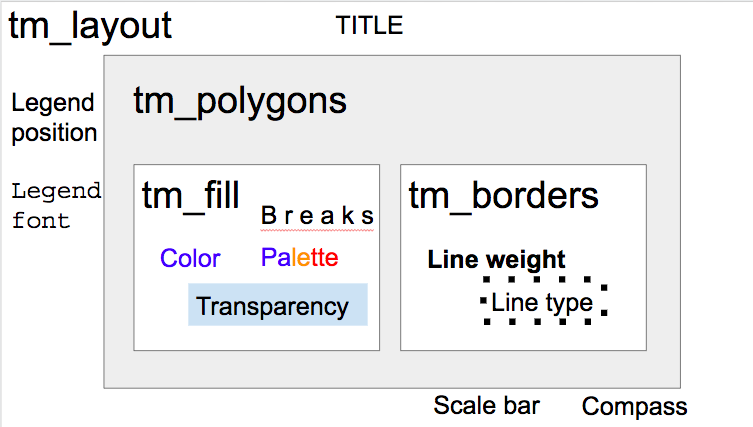 tm_layout
TITLE
Legend
position
Legend
font
tm_polygons
tm_fill
B r e a k s
Color
Palette
Transparency
tm_borders
Line weight
Line type
Scale bar
Compass